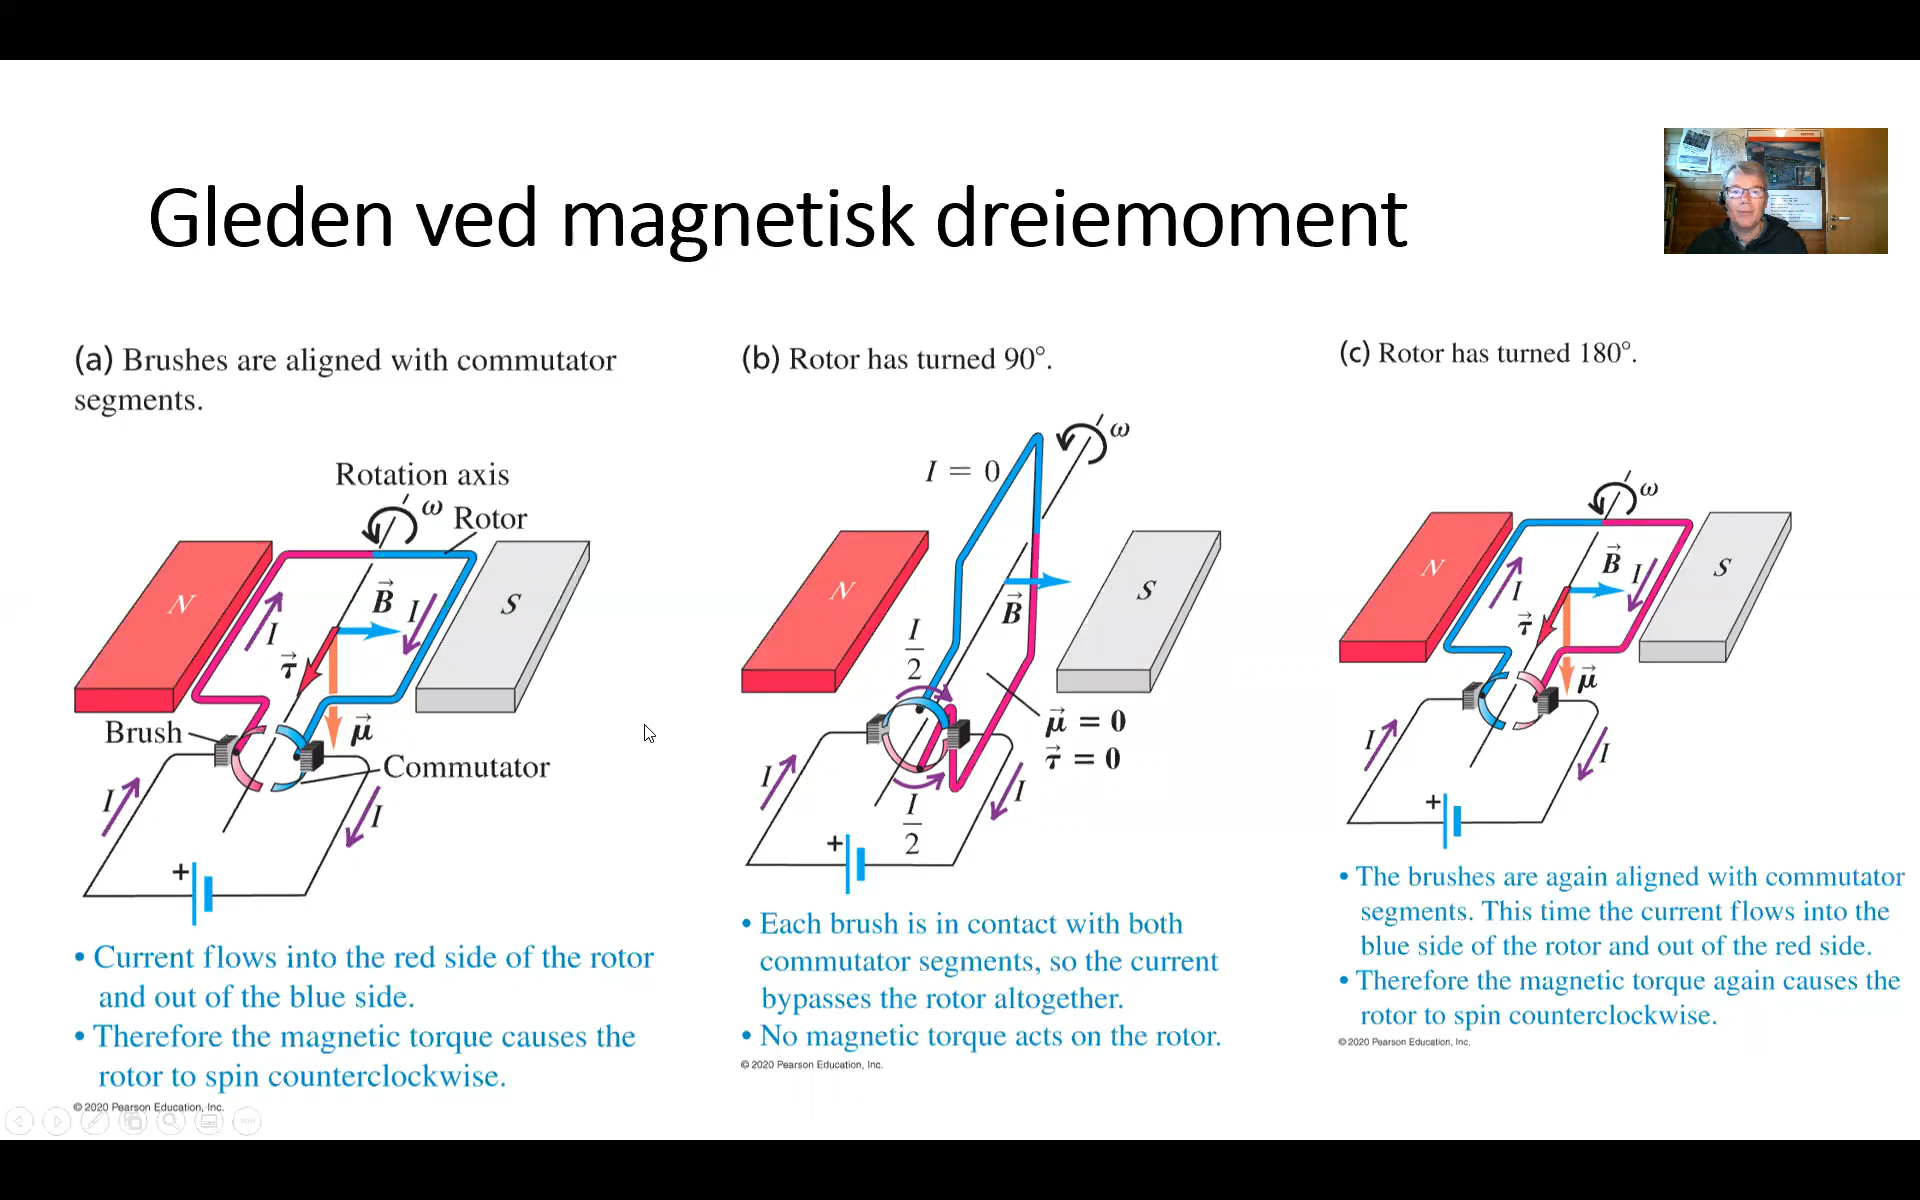 Gleden ved magnetisk dreiemoment
(a) Brushes are aligned with commutator
segments.
Rotation axis
ω
Rotor
N
B
I
S
I
τ
Brush
μ
Commutator
I
I
+
• Current flows into the red side of the rotor
and out of the blue side.
• Therefore the magnetic torque causes the
rotor to spin counterclockwise.
© 2020 Pearson Education, Inc.
(b) Rotor has turned 90°.
ω
I = 0
N
S
B
I/2
μ = 0
τ = 0
I
I
I/2
+
• Each brush is in contact with both
commutator segments, so the current
bypasses the rotor altogether.
• No magnetic torque acts on the rotor.
© 2020 Pearson Education, Inc.
(c) Rotor has turned 180°.
ω
N
B
I
S
I
τ
μ
I
I
+
• The brushes are again aligned with commutator
segments. This time the current flows into the
blue side of the rotor and out of the red side.
• Therefore the magnetic torque again causes the
rotor to spin counterclockwise.
© 2020 Pearson Education, Inc.